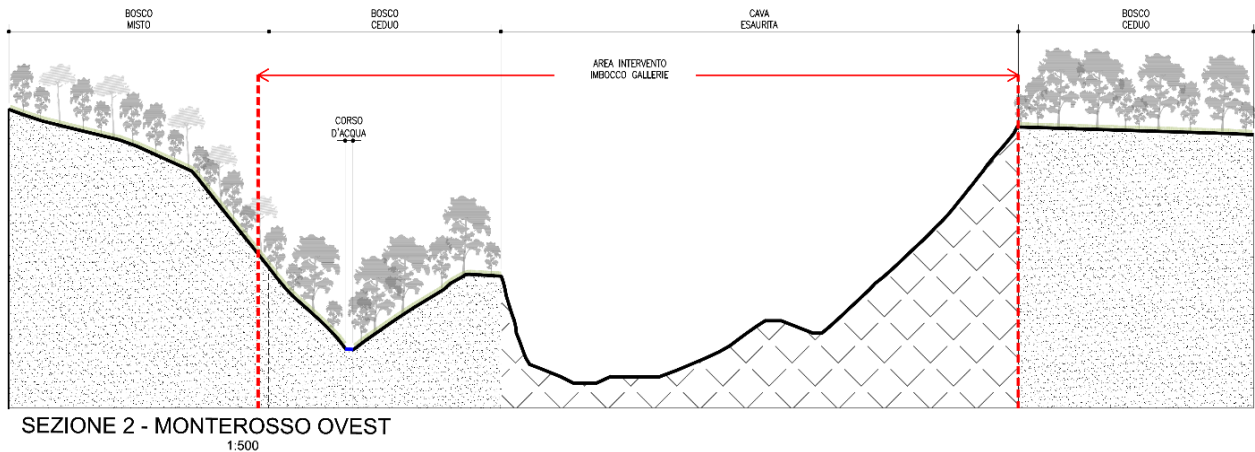 BOSCO
MISTO
BOSCO
CEDUO
CAVA
ESAURITA
BOSCO
CEDUO
AREA INTERVENTO
IMBOCCO GALLERIE
CORSO
D'ACQUA
SEZIONE 2 - MONTEROSSO OVEST
1:500